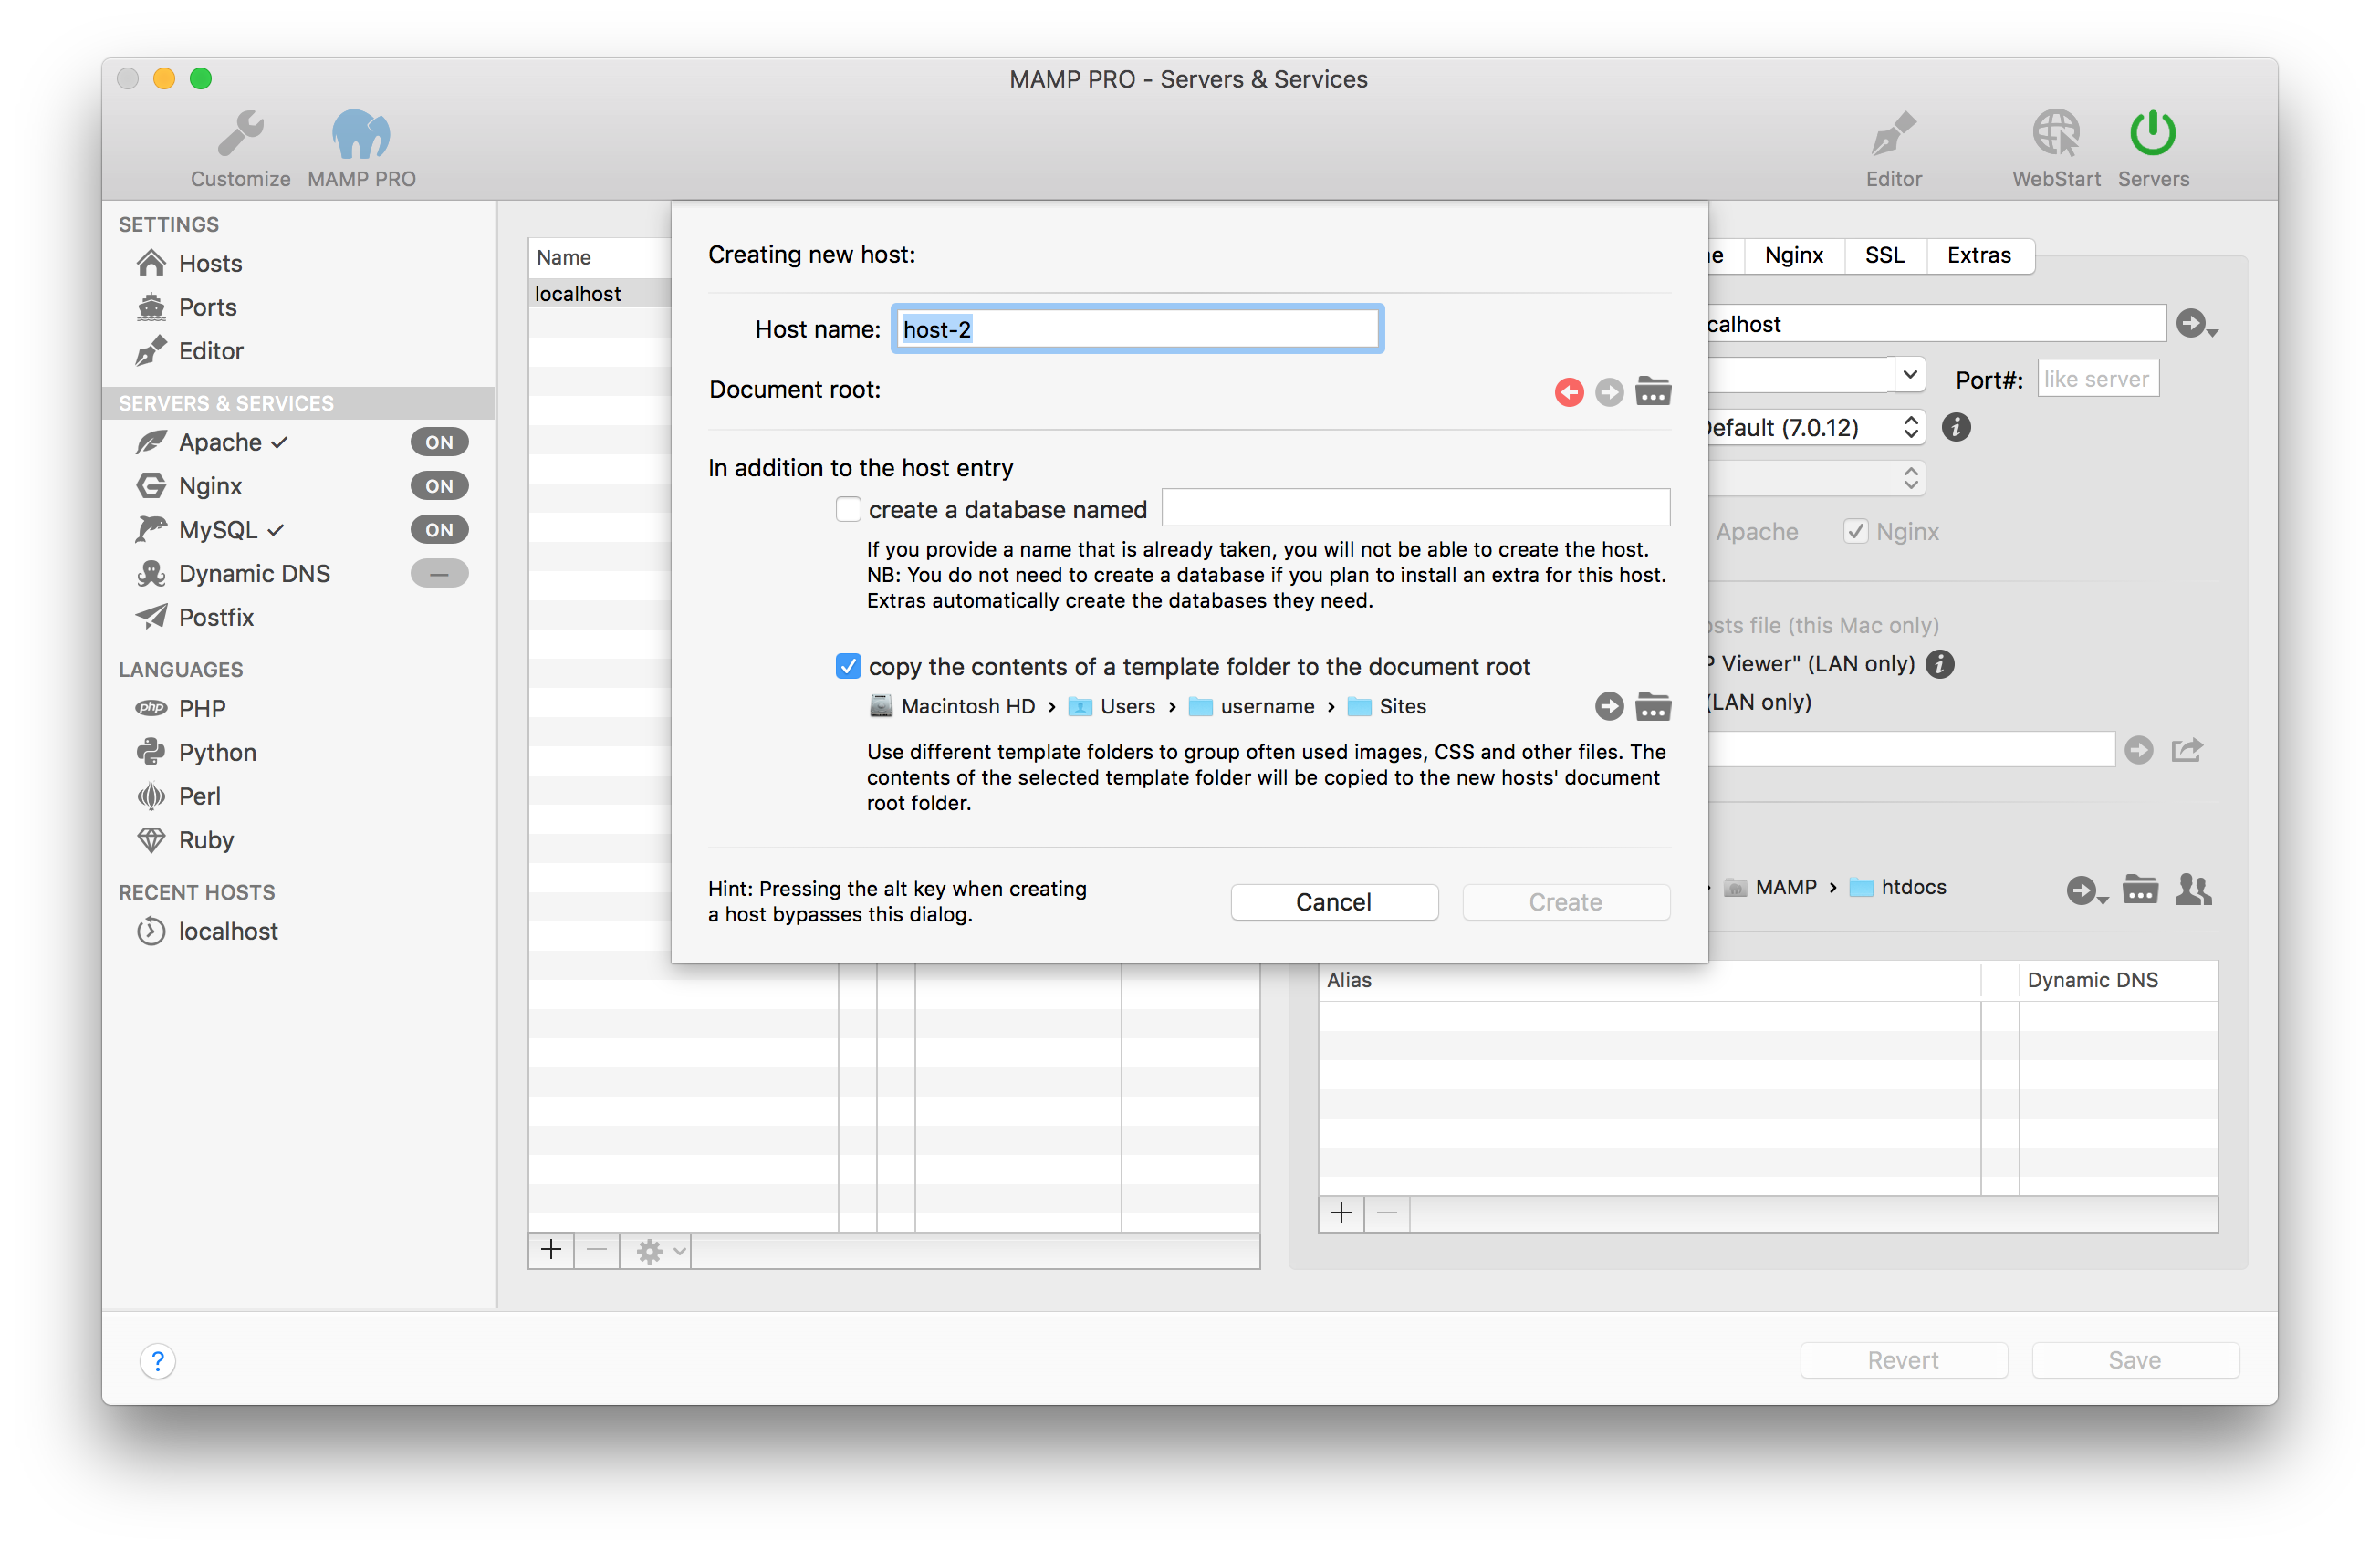 MAMP PRO - Servers & Services
Customize
MAMP PRO
Editor
WebStart
Servers
SETTINGS
Hosts
Ports
Editor
SERVERS & SERVICES
Apache ✓ ON
Nginx ON
MySQL ✓ ON
Dynamic DNS —
Postfix
LANGUAGES
php PHP
Python
Perl
Ruby
RECENT HOSTS
localhost
Name
localhost
Creating new host:
Host name: host-2
Document root:
In addition to the host entry
create a database named
If you provide a name that is already taken, you will not be able to create the host.
NB: You do not need to create a database if you plan to install an extra for this host.
Extras automatically create the databases they need.
copy the contents of a template folder to the document root
Macintosh HD › Users › username › Sites
Use different template folders to group often used images, CSS and other files. The
contents of the selected template folder will be copied to the new hosts' document
root folder.
Hint: Pressing the alt key when creating
a host bypasses this dialog.
Cancel
Create
Nginx
SSL
Extras
calhost
Port#: like server
efault (7.0.12)
Apache
Nginx
sts file (this Mac only)
Viewer" (LAN only)
(LAN only)
MAMP › htdocs
Alias
Dynamic DNS
?
Revert
Save